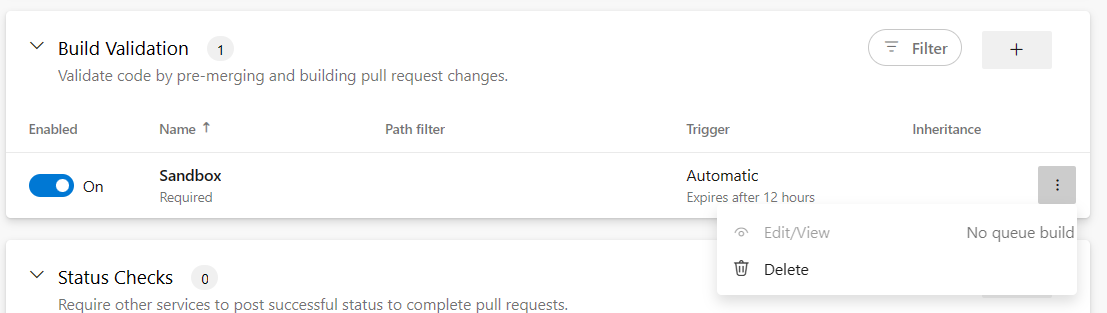 Build Validation 1
Filter
+
Validate code by pre-merging and building pull request changes.
Enabled Name ↑ Path filter Trigger Inheritance
On Sandbox Automatic
Required Expires after 12 hours
Edit/View No queue build
Delete
Status Checks 0
Require other services to post successful status to complete pull requests.